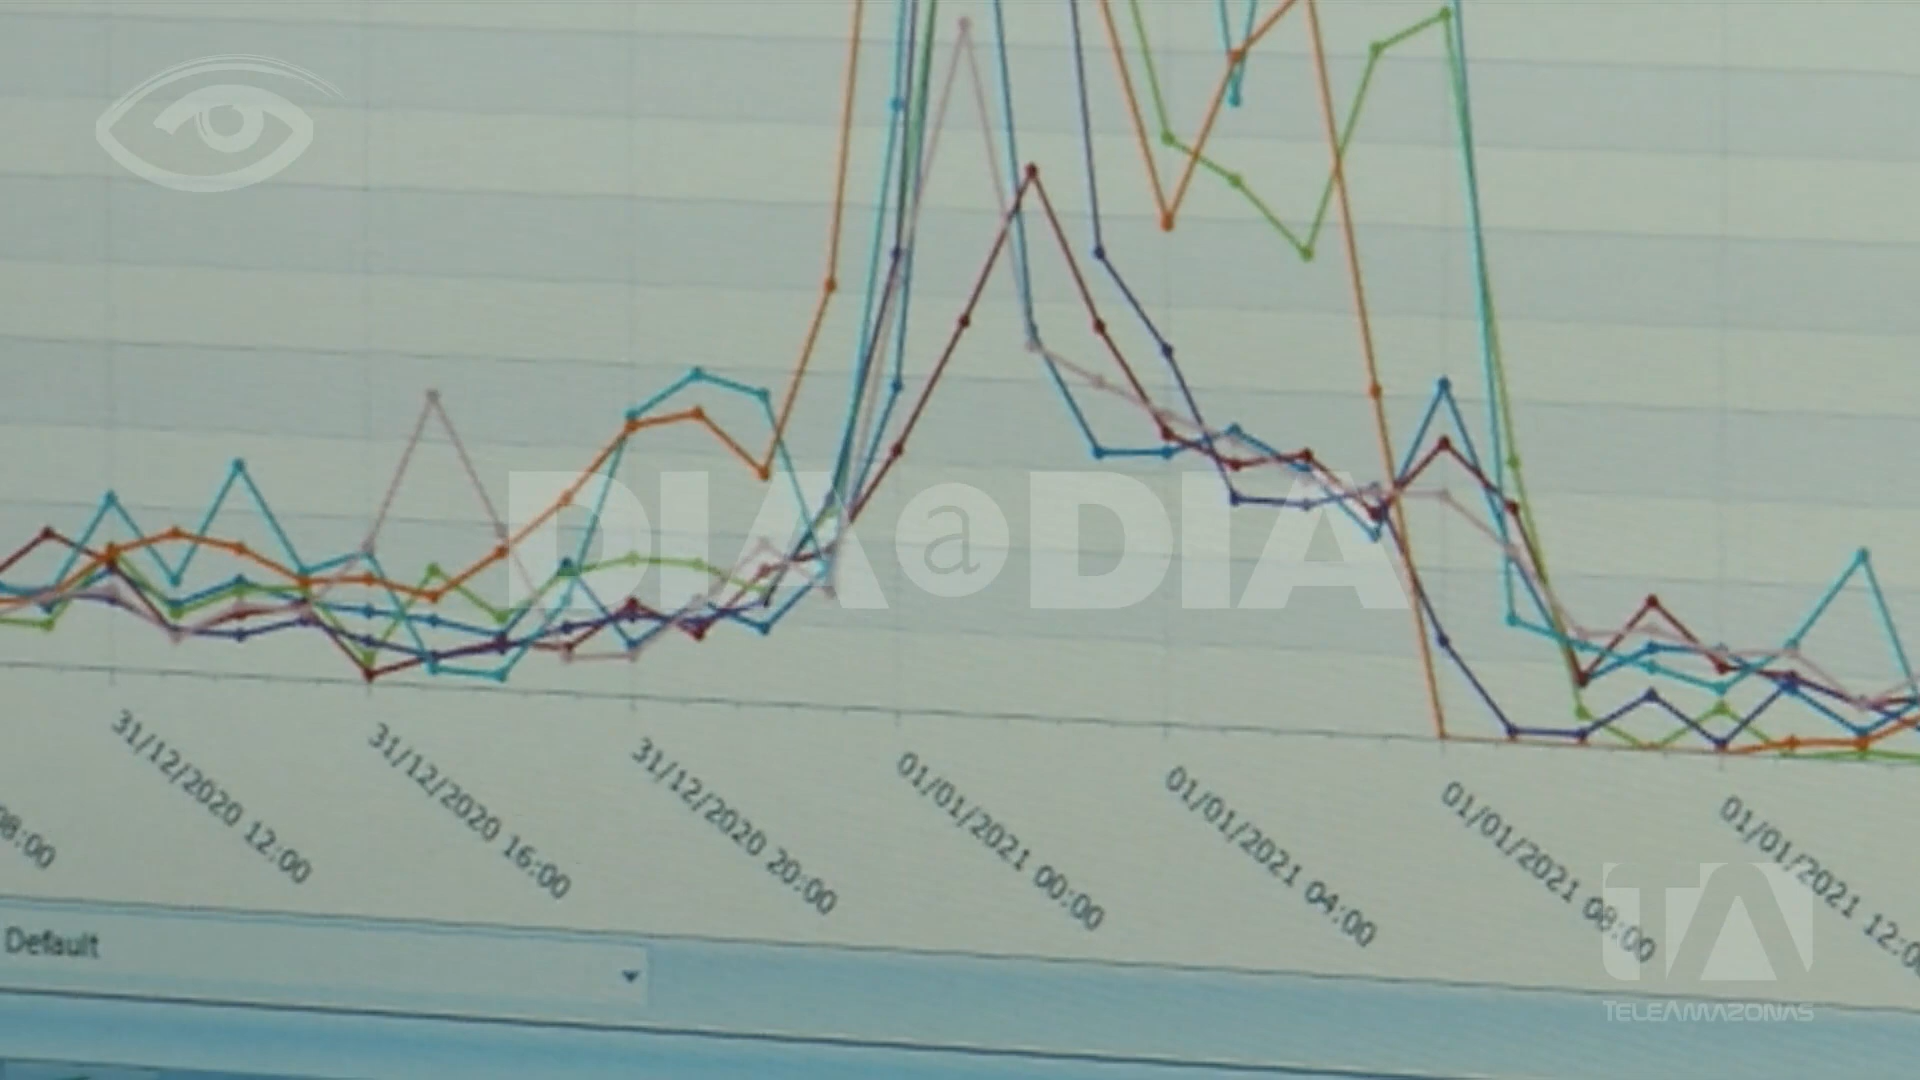 DIA a DIA
08:00
31/12/2020 12:00
31/12/2020 16:00
31/12/2020 20:00
01/01/2021 00:00
01/01/2021 04:00
01/01/2021 08:00
01/01/2021 12:0
Default
TA
TELEAMAZONAS